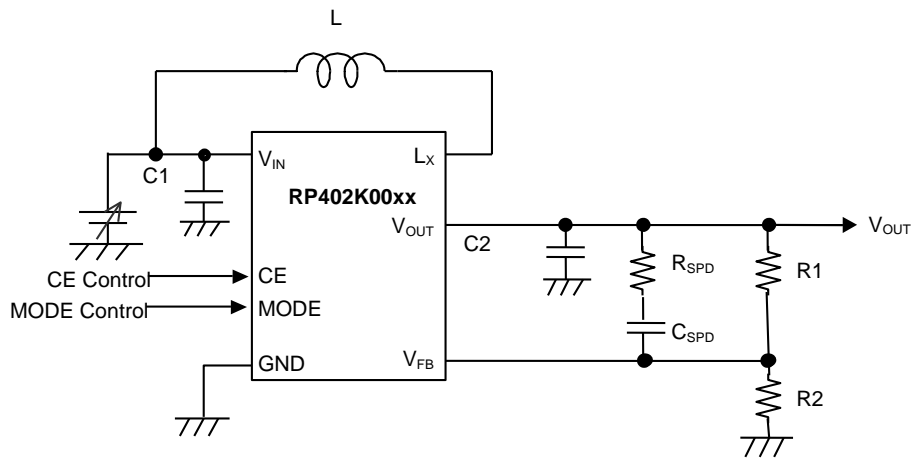 L
C1
V_IN
L_X
RP402K00xx
V_OUT
C2
V_OUT
R_SPD
R1
CE Control
CE
MODE Control
MODE
C_SPD
GND
V_FB
R2